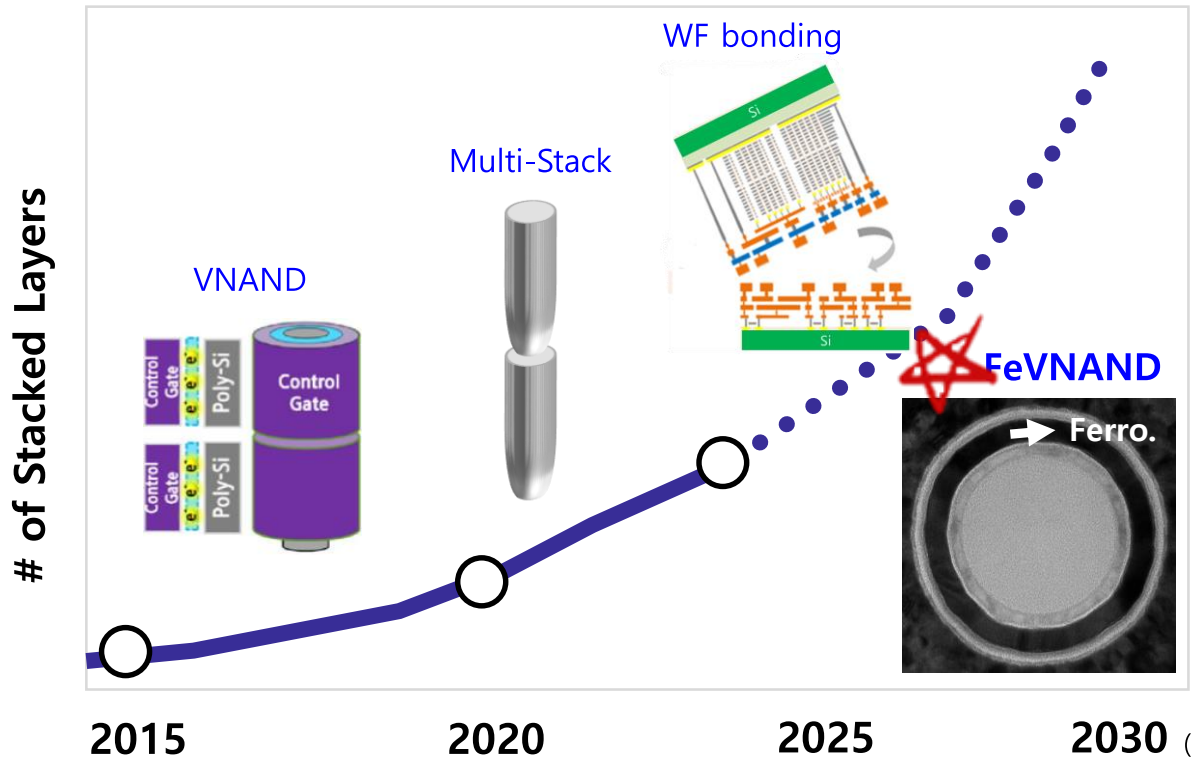 WF bonding
Si
Multi-Stack
VNAND
Control
Gate
e⁻ e⁻
Poly-Si
Control
Gate
Control
Gate
e⁻ e⁻
Poly-Si
Si
FeVNAND
Ferro.
# of Stacked Layers
2015
2020
2025
2030 (